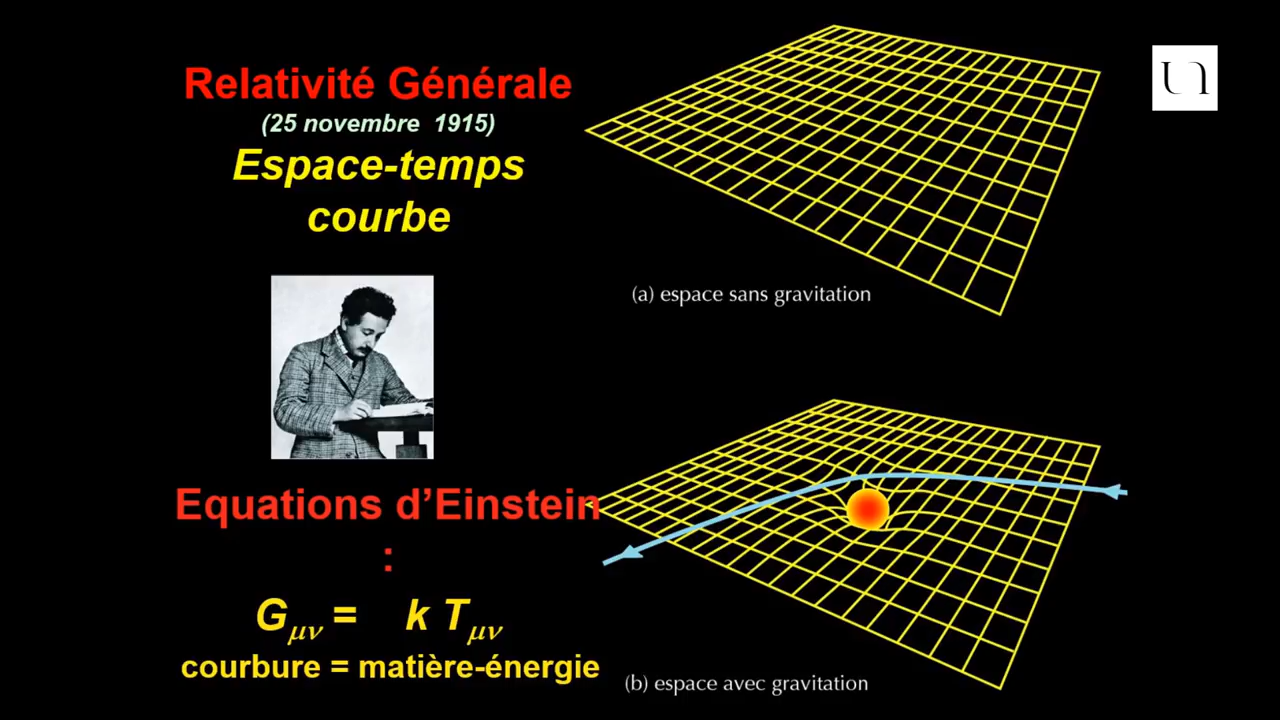 Relativité Générale
(25 novembre 1915)
Espace-temps
courbe
(a) espace sans gravitation
Equations d’Einstein
:
Gμν = k Tμν
courbure = matière-énergie
(b) espace avec gravitation